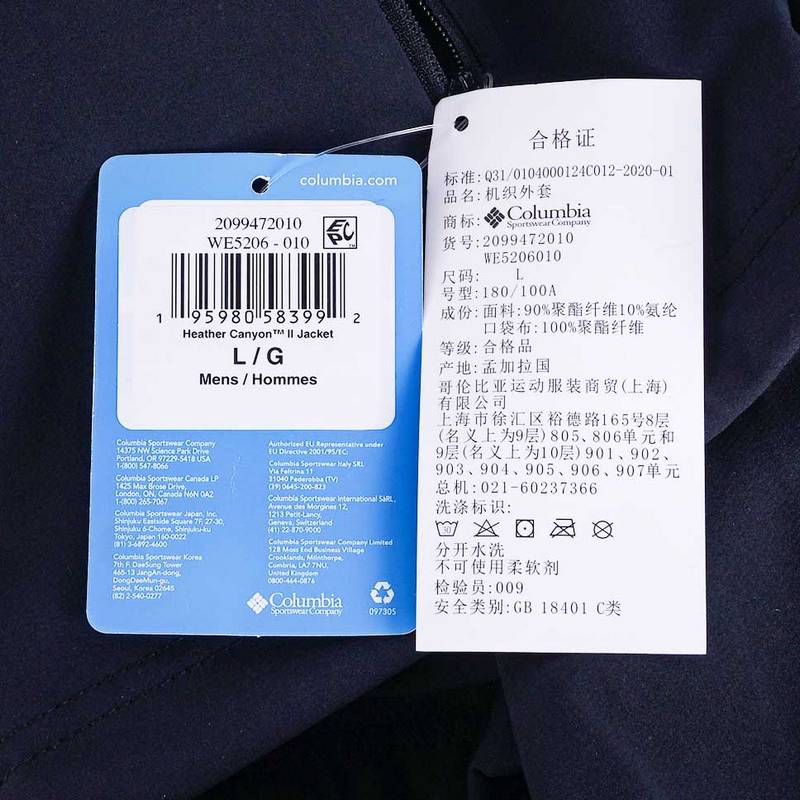 columbia.com
2099472010
WE5206 - 010
EPC™
1 95980 58399 2
Heather Canyon™ II Jacket
L / G
Mens / Hommes
Columbia Sportswear Company
14375 NW Science Park Drive
Portland, OR 97229-5418 USA
1-(800) 547-8066
Columbia Sportswear Canada LP
1425 Max Brose Drive,
London, ON, Canada N6N 0A2
1-(800) 265-7067
Columbia Sportswear Japan, Inc.
Shinjuku Eastside Square 7F, 27-30,
Shinjuku 6-Chome, Shinjuku-ku
Tokyo, Japan 160-0022
(81) 3-6892-4600
Columbia Sportswear Korea
7th F. DaeSung Tower
465-13 JangAn-dong,
DongDaeMun-gu,
Seoul, Korea 02645
(82) 2-540-0277
Authorized EU Representative under
EU Directive 2001/95/EC:
Columbia Sportswear Italy SRL
Via Feltrina 11
31040 Pederobba (TV)
(39) 0645-200-823
Columbia Sportswear International SàRL,
Avenue des Morgines 12,
1213 Petit-Lancy,
Geneva, Switzerland
(41) 22-870-9000
Columbia Sportswear Company Limited
12B Moss End Business Village
Crooklands, Milnthorpe,
Cumbria, LA7 7NU,
United Kingdom
0800-464-0876
Columbia
Sportswear Company
097305
合格证
标准:Q31/0104000124C012-2020-01
品名:机织外套
商标:Columbia
Sportswear Company
货号:2099472010
WE5206010
尺码: L
号型:180/100A
成份:面料:90%聚酯纤维10%氨纶
口袋布:100%聚酯纤维
等级:合格品
产地:孟加拉国
哥伦比亚运动服装商贸(上海)
有限公司
上海市徐汇区裕德路165号8层
(名义上为9层)805、806单元和
9层(名义上为10层)901、902、
903、904、905、906、907单元
总机:021-60237366
洗涤标识:
30
分开水洗
不可使用柔软剂
检验员:009
安全类别:GB 18401 C类